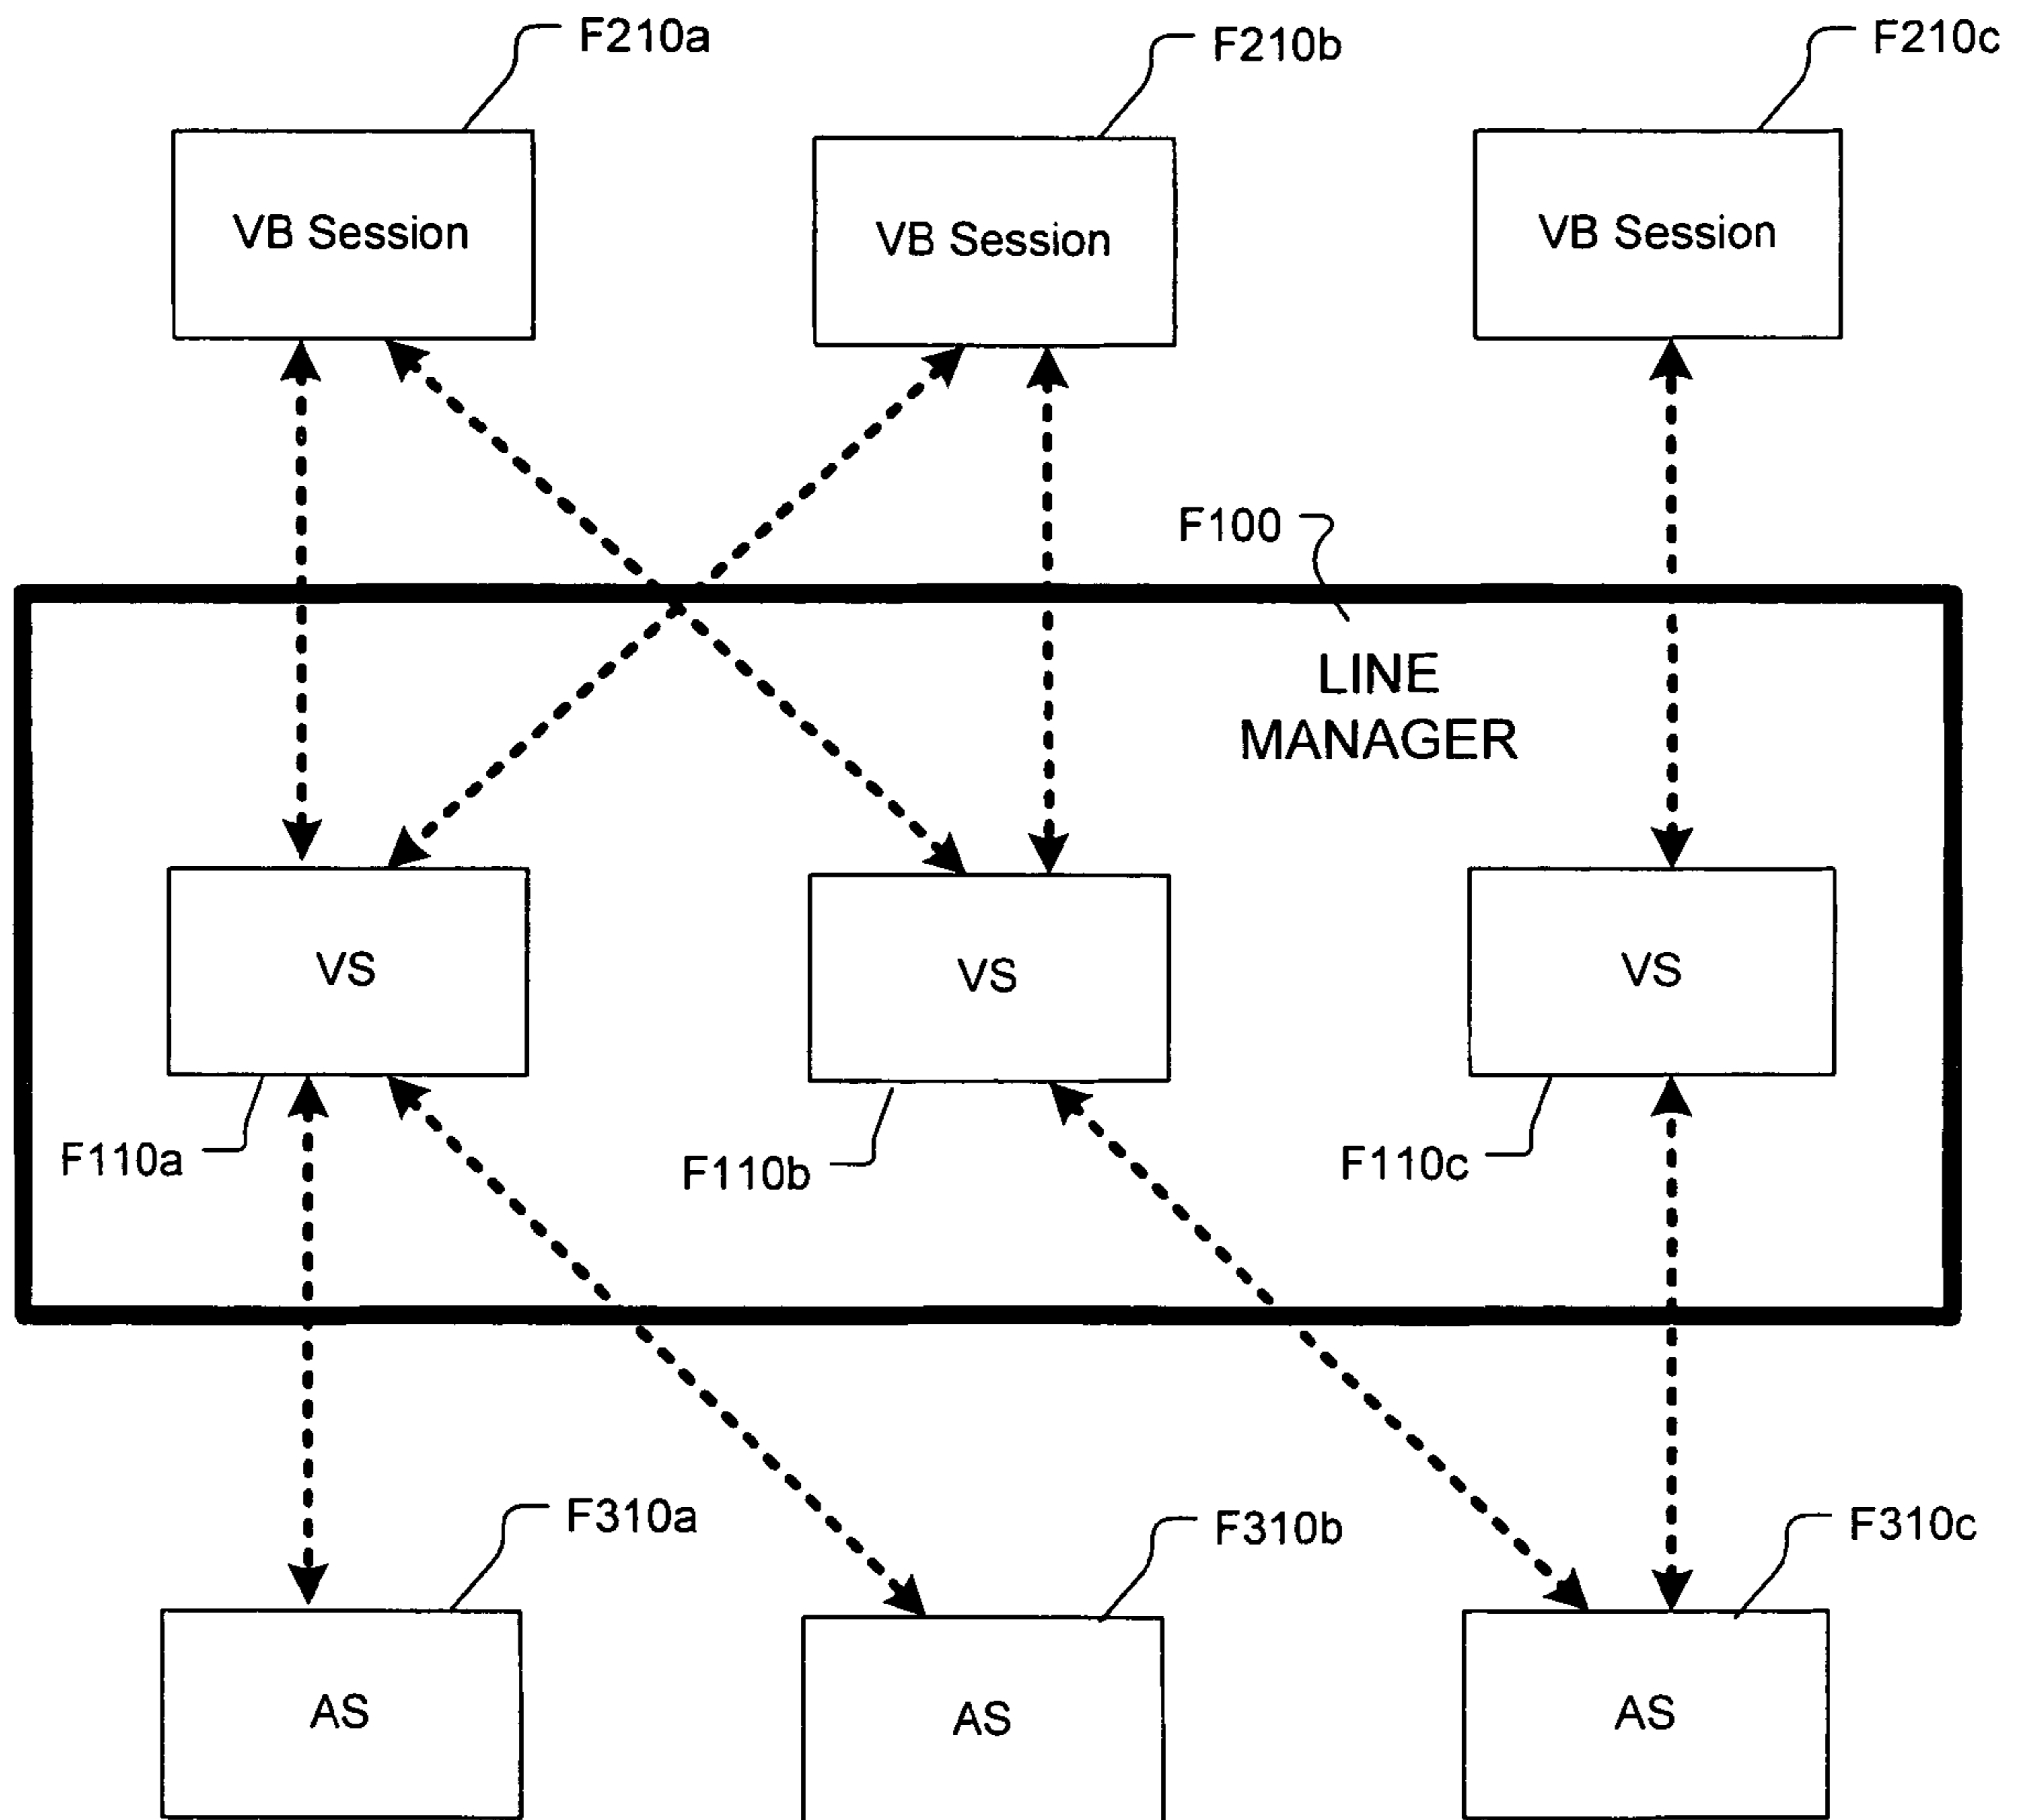 F210a
F210b
F210c
VB Session
VB Session
VB Session
F100
LINE
MANAGER
VS
VS
VS
F110a
F110b
F110c
F310a
F310b
F310c
AS
AS
AS